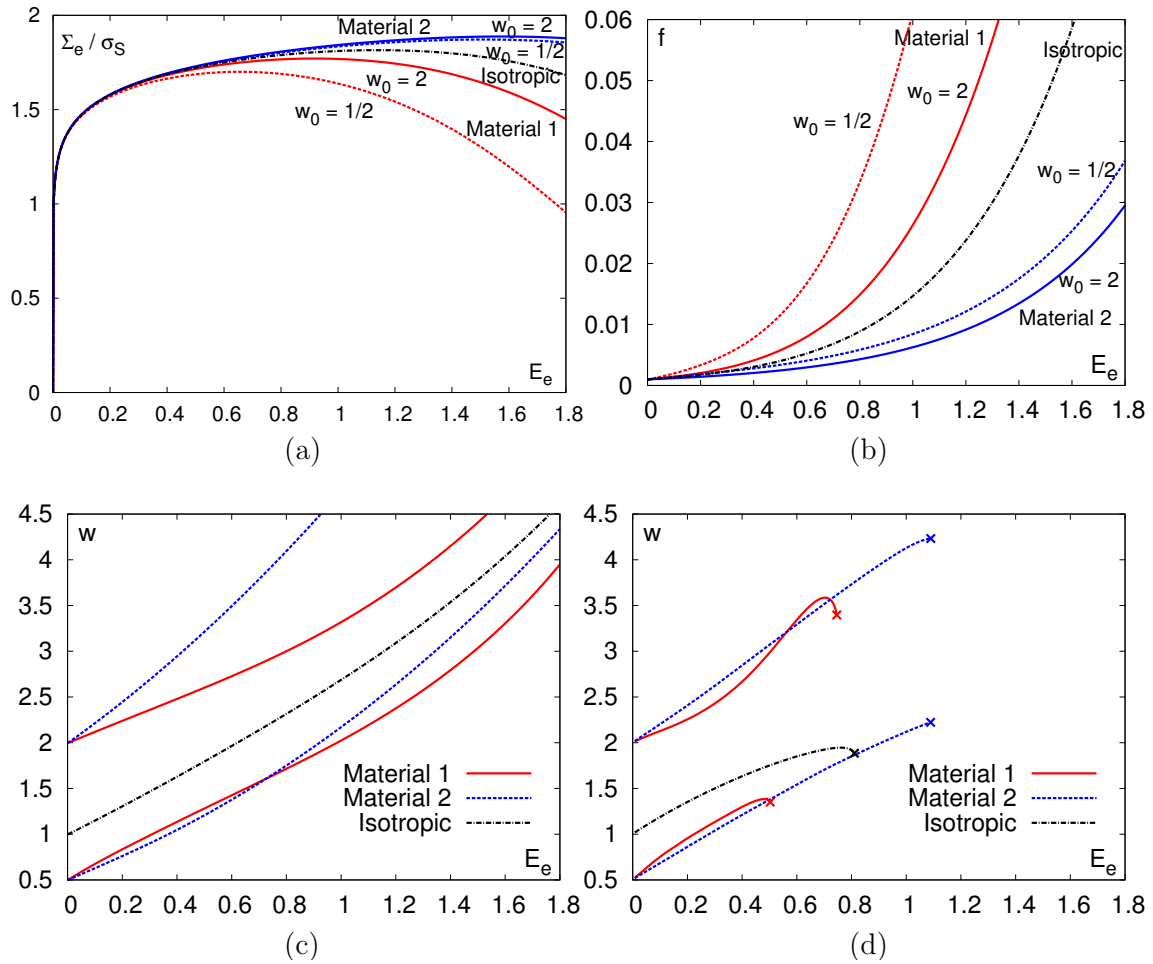 2
Σe / σS
Material 2
w0 = 2
w0 = 1/2
Isotropic
1.5
w0 = 2
w0 = 1/2
Material 1
1
0.5
0
Ee
0 0.2 0.4 0.6 0.8 1 1.2 1.4 1.6 1.8
(a)
0.06
f
Material 1
Isotropic
0.05
w0 = 2
w0 = 1/2
0.04
w0 = 1/2
0.03
0.02
w0 = 2
Material 2
0.01
0
Ee
0 0.2 0.4 0.6 0.8 1 1.2 1.4 1.6 1.8
(b)
4.5
w
4
3.5
3
2.5
2
1.5
1
0.5
Material 1
Material 2
Isotropic
Ee
0 0.2 0.4 0.6 0.8 1 1.2 1.4 1.6 1.8
(c)
4.5
w
4
3.5
3
2.5
2
1.5
1
0.5
Material 1
Material 2
Isotropic
Ee
0 0.2 0.4 0.6 0.8 1 1.2 1.4 1.6 1.8
(d)